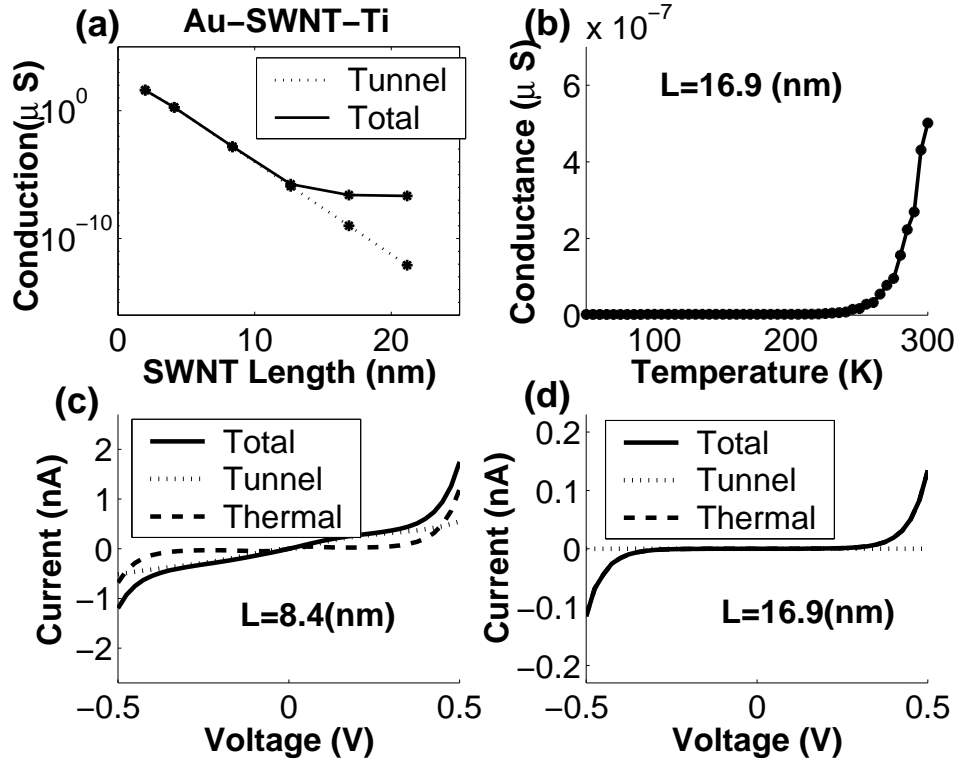 (a) Au−SWNT−Ti
Tunnel
Total
10^0
10^−10
Conduction(μ S)
0 10 20
SWNT Length (nm)
(b) x 10^−7
L=16.9 (nm)
6
4
2
0
Conductance (μ S)
100 200 300
Temperature (K)
(c)
Total
Tunnel
Thermal
2
1
0
−1
−2
Current (nA)
L=8.4(nm)
−0.5 0 0.5
Voltage (V)
(d)
Total
Tunnel
Thermal
0.2
0.1
0
−0.1
−0.2
Current (nA)
L=16.9(nm)
−0.5 0 0.5
Voltage (V)